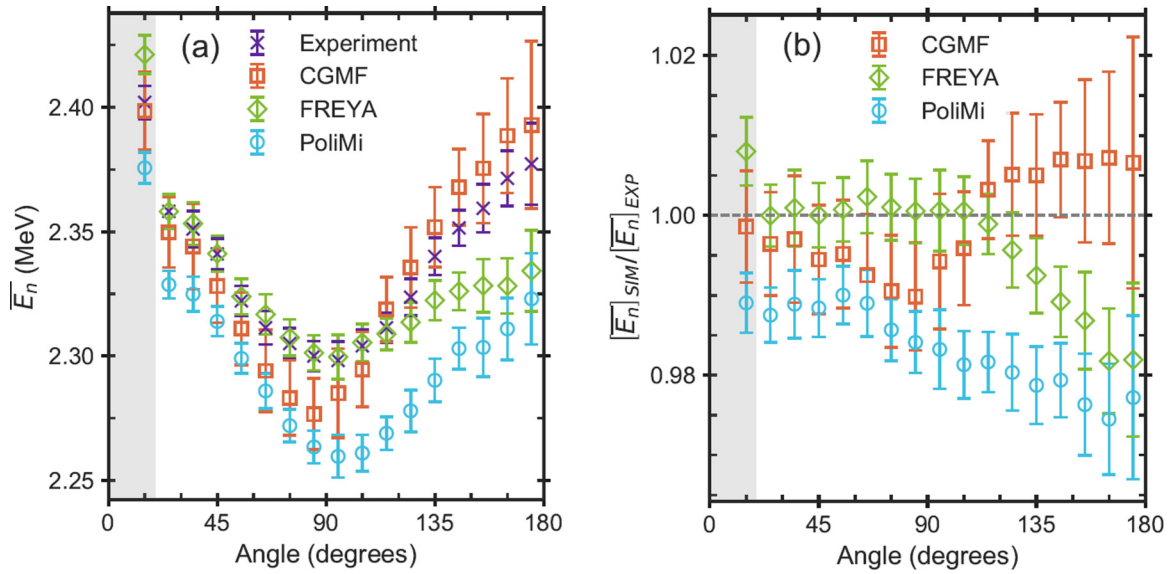 (a)
Experiment
CGMF
FREYA
PoliMi
2.40
2.35
2.30
2.25
E̅n̅ (MeV)
0
45
90
135
180
Angle (degrees)
(b)
CGMF
FREYA
PoliMi
1.02
1.00
0.98
[E̅n̅]SIM/[E̅n̅]EXP
0
45
90
135
180
Angle (degrees)